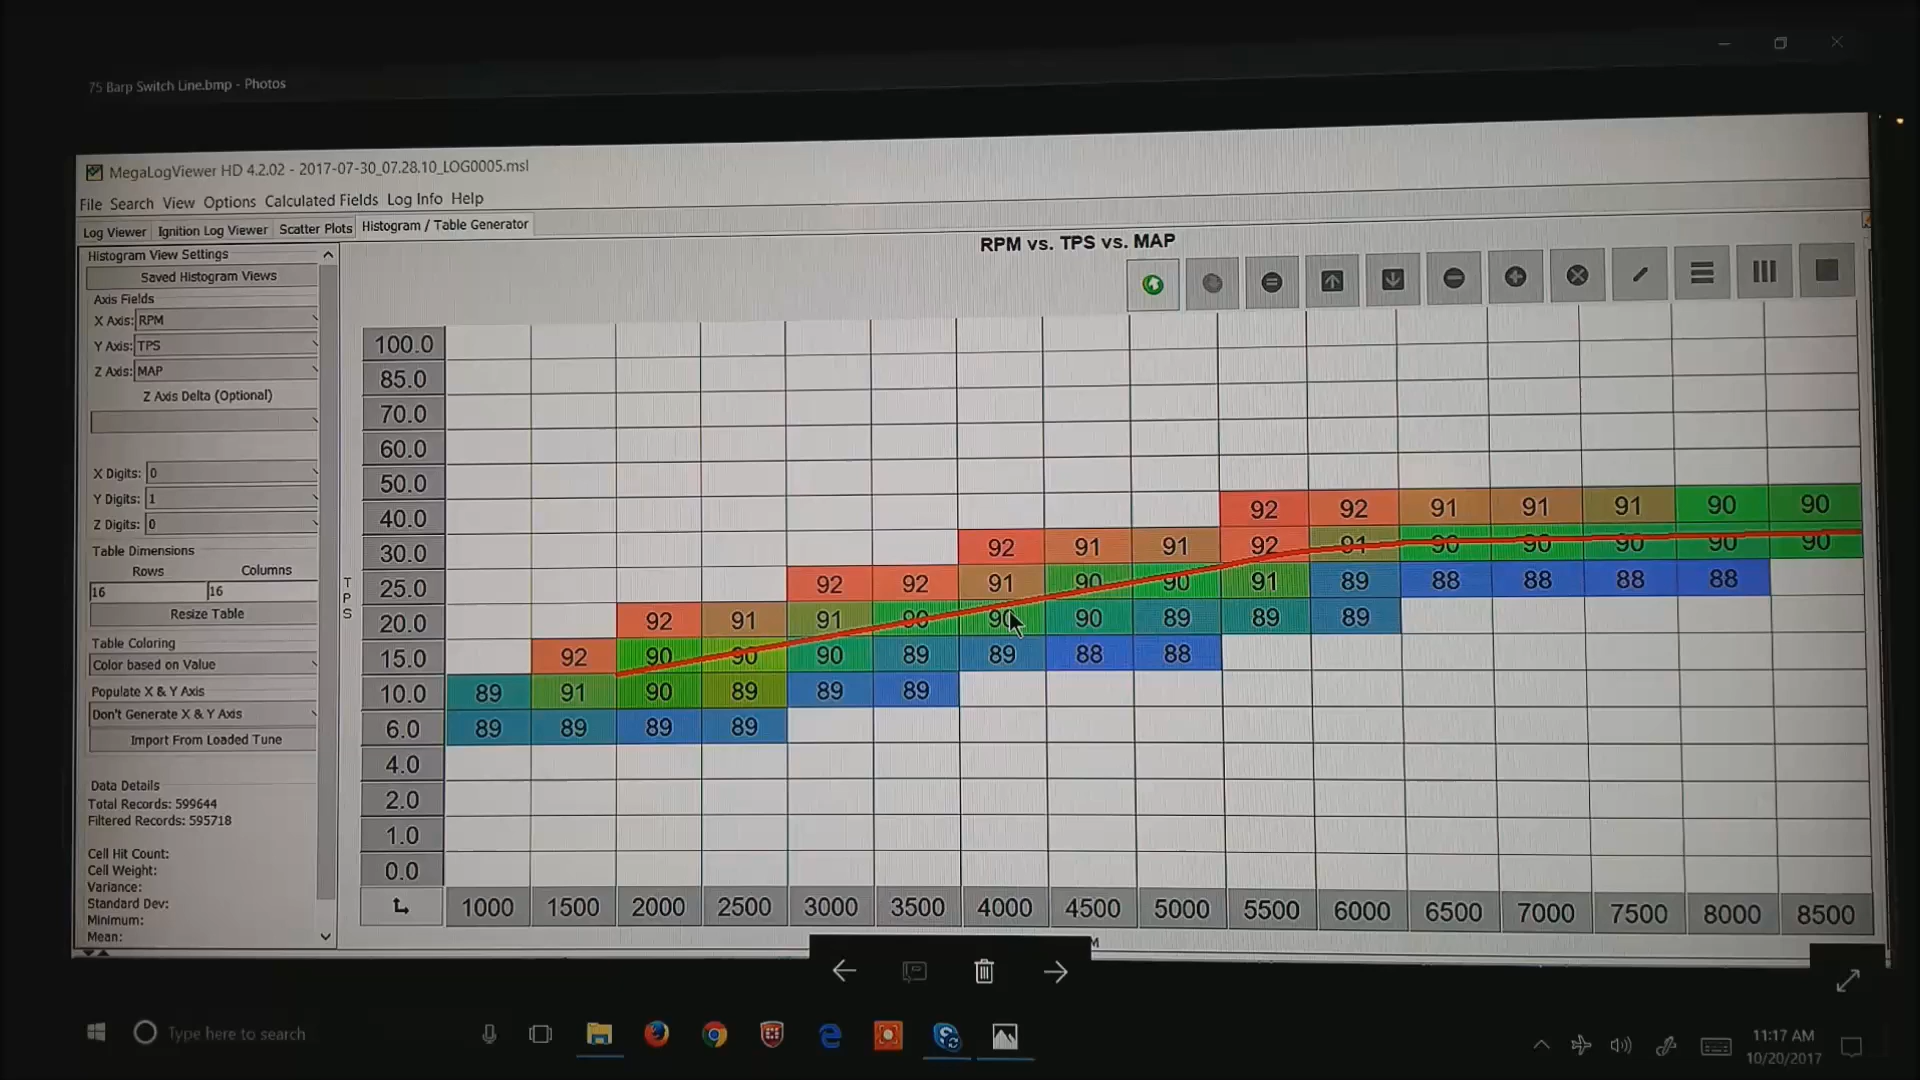 75 Barp Switch Line.bmp - Photos
MegaLogViewer HD 4.2.02 - 2017-07-30_07.28.10_LOG0005.msl
File Search View Options Calculated Fields Log Info Help
Log Viewer Ignition Log Viewer Scatter Plots Histogram / Table Generator
Histogram View Settings
Saved Histogram Views
Axis Fields
X Axis: RPM
Y Axis: TPS
Z Axis: MAP
Z Axis Delta (Optional)
X Digits: 0
Y Digits: 1
Z Digits: 0
Table Dimensions
Rows Columns
16 16
Resize Table
Table Coloring
Color based on Value
Populate X & Y Axis
Don't Generate X & Y Axis
Import From Loaded Tune
Data Details
Total Records: 599644
Filtered Records: 595718
Cell Hit Count:
Cell Weight:
Variance:
Standard Dev:
Minimum:
Mean:
RPM vs. TPS vs. MAP
TPS
100.0
85.0
70.0
60.0
50.0
40.0 92 92 91 91 91 90 90
30.0 92 91 91 92 91 90 90 90 90 90
25.0 92 92 91 90 90 91 89 88 88 88 88
20.0 92 91 91 90 90 90 89 89 89
15.0 92 90 90 90 89 89 88 88
10.0 89 91 90 89 89 89
6.0 89 89 89 89
4.0
2.0
1.0
0.0
1000 1500 2000 2500 3000 3500 4000 4500 5000 5500 6000 6500 7000 7500 8000 8500
M
Type here to search
11:17 AM
10/20/2017